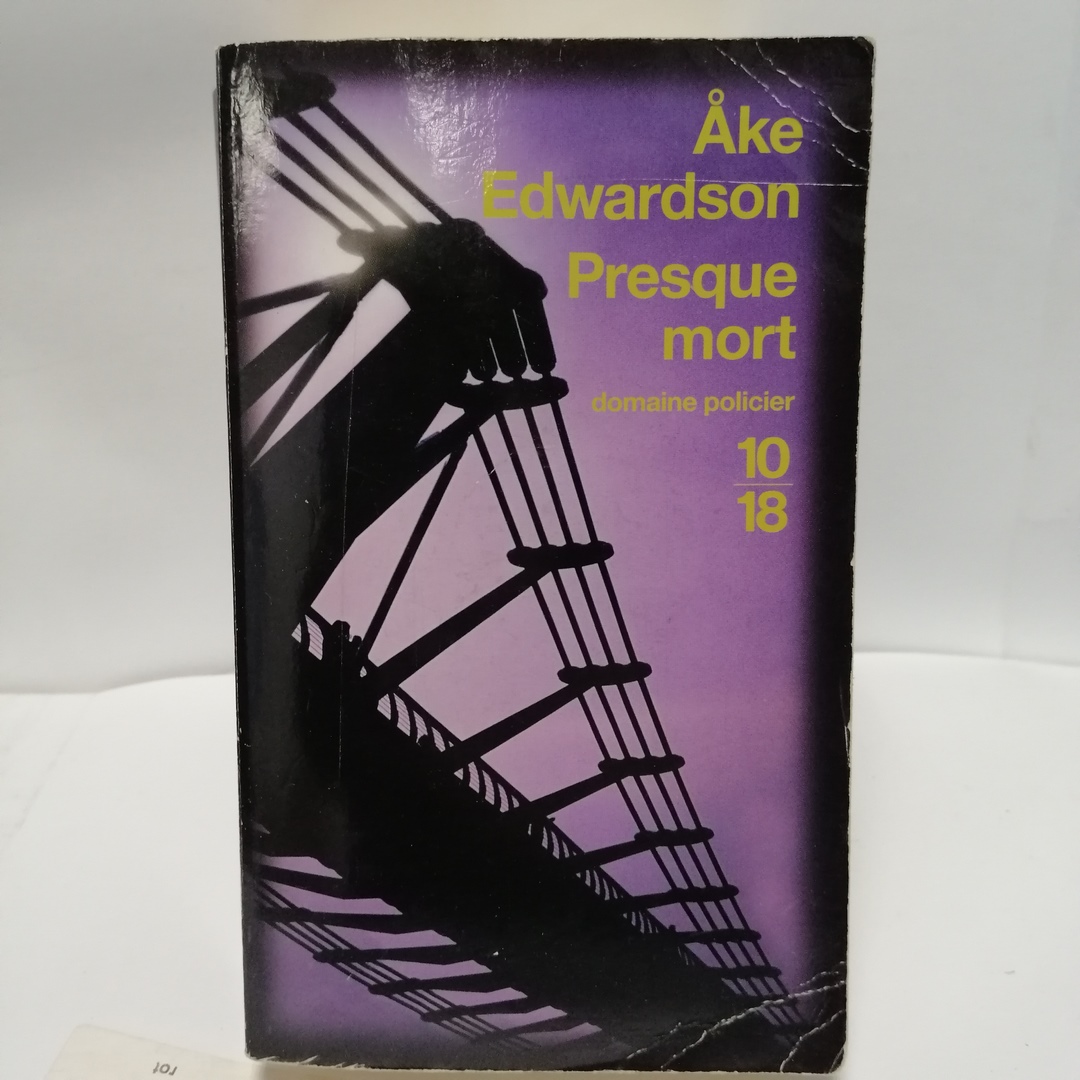 Åke
Edwardson
Presque
mort
domaine policier
10
18